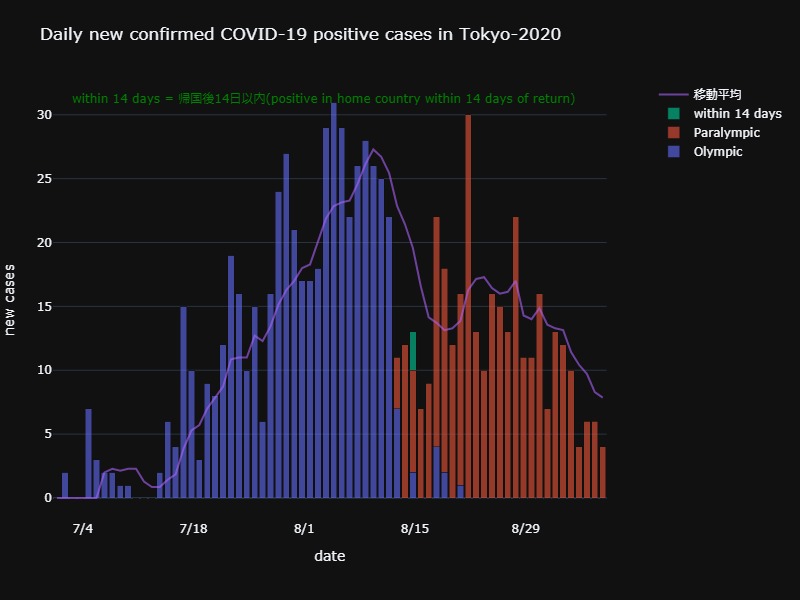 Daily new confirmed COVID-19 positive cases in Tokyo-2020
within 14 days = 帰国後14日以内(positive in home country within 14 days of return)
移動平均
within 14 days
Paralympic
Olympic
30
25
20
15
10
5
0
new cases
7/4
7/18
8/1
8/15
8/29
date